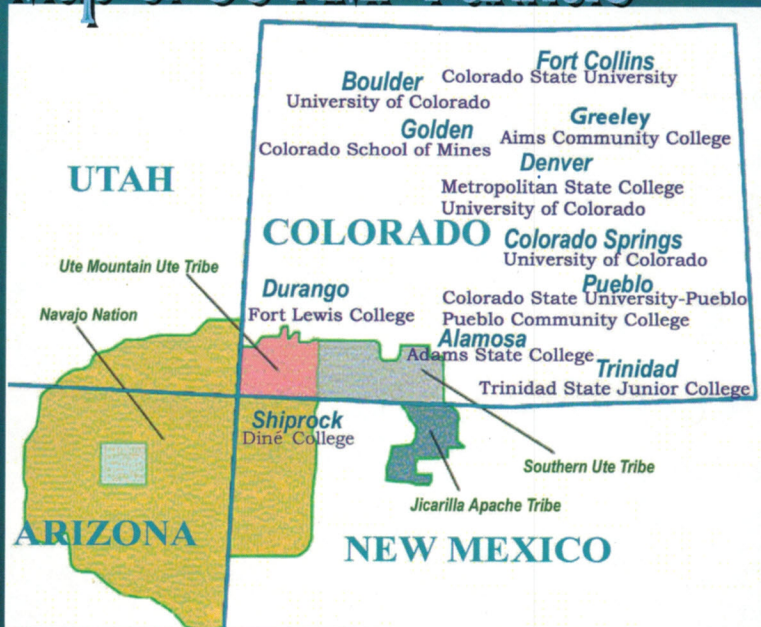 Map of
Fort Collins
Colorado State University
Boulder
University of Colorado
Greeley
Aims Community College
Golden
Colorado School of Mines
Denver
Metropolitan State College
University of Colorado
UTAH
COLORADO
Colorado Springs
University of Colorado
Ute Mountain Ute Tribe
Durango
Fort Lewis College
Pueblo
Colorado State University-Pueblo
Pueblo Community College
Navajo Nation
Alamosa
Adams State College
Trinidad
Trinidad State Junior College
Shiprock
Diné College
Southern Ute Tribe
Jicarilla Apache Tribe
ARIZONA
NEW MEXICO